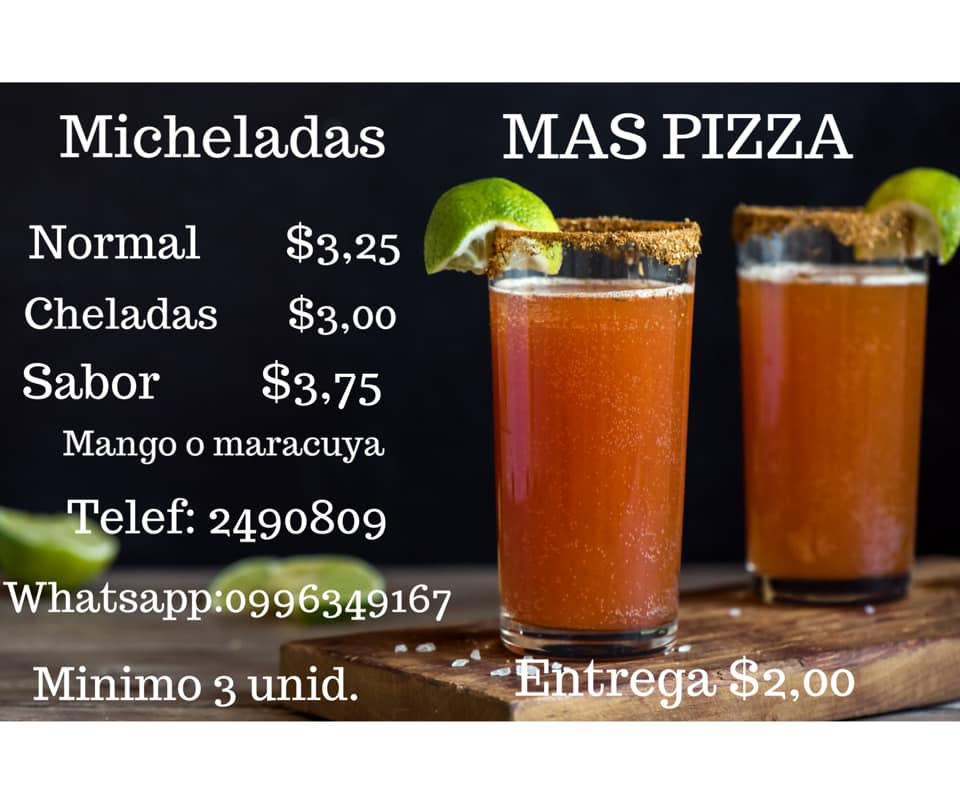 Micheladas
MAS PIZZA
Normal $3,25
Cheladas $3,00
Sabor $3,75
Mango o maracuya
Telef: 2490809
Whatsapp:0996349167
Minimo 3 unid.
Entrega $2,00